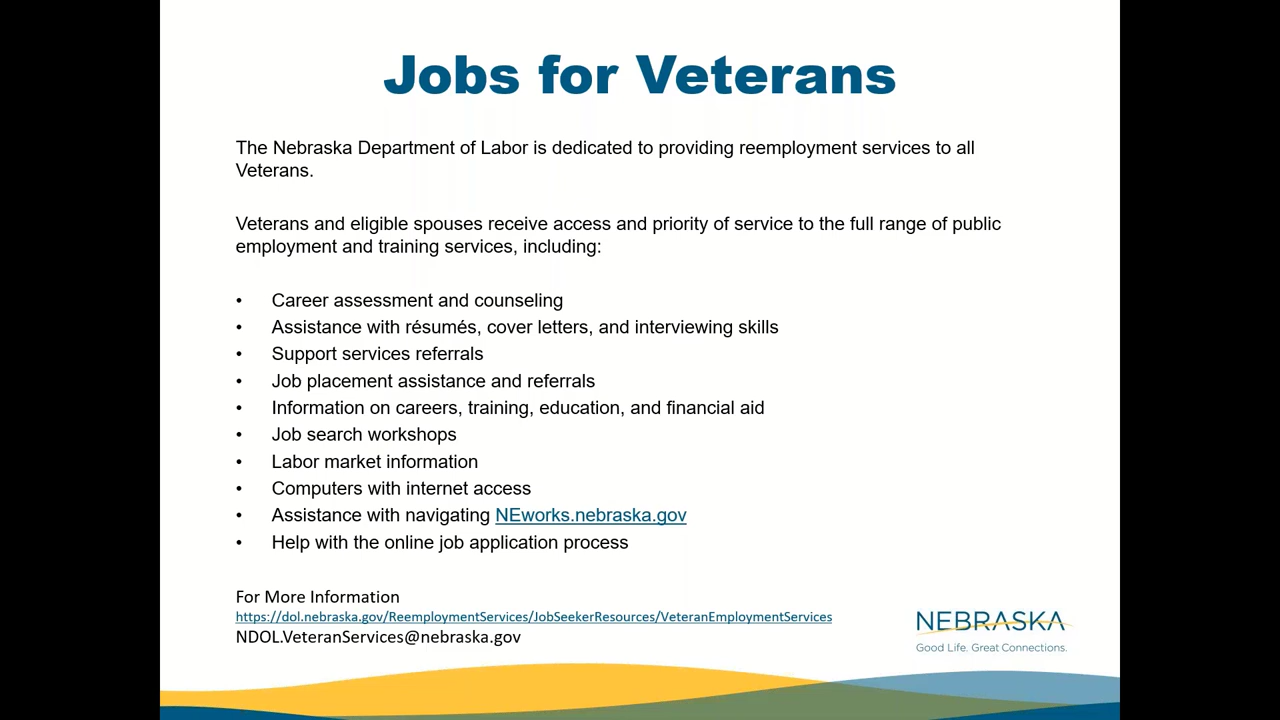 Jobs for Veterans
The Nebraska Department of Labor is dedicated to providing reemployment services to all
Veterans.
Veterans and eligible spouses receive access and priority of service to the full range of public
employment and training services, including:
• Career assessment and counseling
• Assistance with résumés, cover letters, and interviewing skills
• Support services referrals
• Job placement assistance and referrals
• Information on careers, training, education, and financial aid
• Job search workshops
• Labor market information
• Computers with internet access
• Assistance with navigating NEworks.nebraska.gov
• Help with the online job application process
For More Information
https://dol.nebraska.gov/ReemploymentServices/JobSeekerResources/VeteranEmploymentServices
NDOL.VeteranServices@nebraska.gov
NEBRASKA
Good Life. Great Connections.